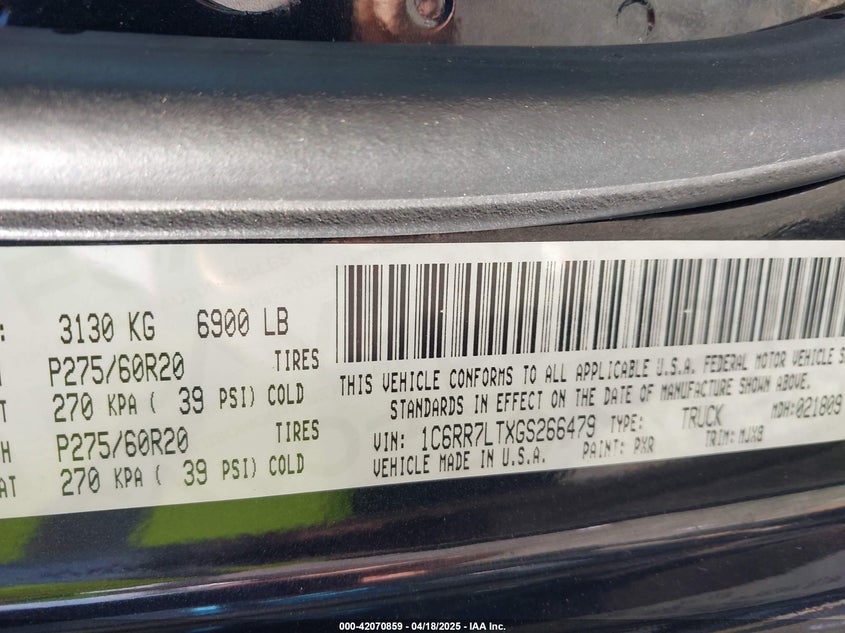 3130 KG 6900 LB
P275/60R20 TIRES
270 KPA ( 39 PSI) COLD
P275/60R20 TIRES
270 KPA ( 39 PSI) COLD
THIS VEHICLE CONFORMS TO ALL APPLICABLE U.S.A. FEDERAL MOTOR VEHICLE S
STANDARDS IN EFFECT ON THE DATE OF MANUFACTURE SHOWN ABOVE.
VIN: 1C6RR7LTXGS266479 TYPE: TRUCK MDH:021809
VEHICLE MADE IN U.S.A. PAINT: PXR TRIM: MJX8
000-42070859 - 04/18/2025 - IAA Inc.